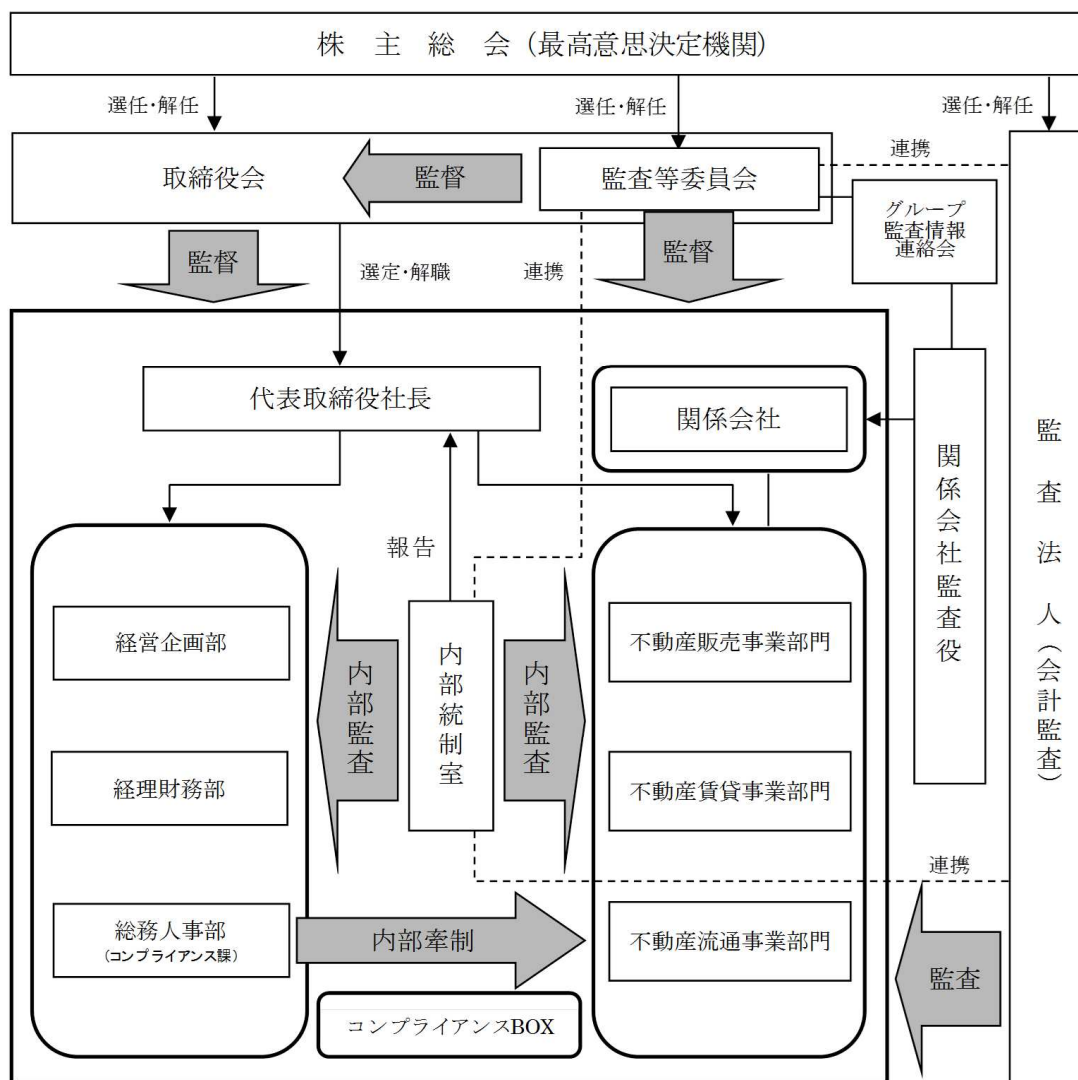 株 主 総 会 (最高意思決定機関)
選任・解任
選任・解任
選任・解任
取締役会
監督
監査等委員会
連携
グループ
監査情報
連絡会
監督
選定・解職
連携
監督
代表取締役社長
関係会社
関係会社監査役
監査法人(会計監査)
報告
経営企画部
経理財務部
総務人事部
(コンプライアンス課)
内部監査
内部統制室
内部監査
不動産販売事業部門
不動産賃貸事業部門
不動産流通事業部門
連携
内部牽制
監査
コンプライアンスBOX